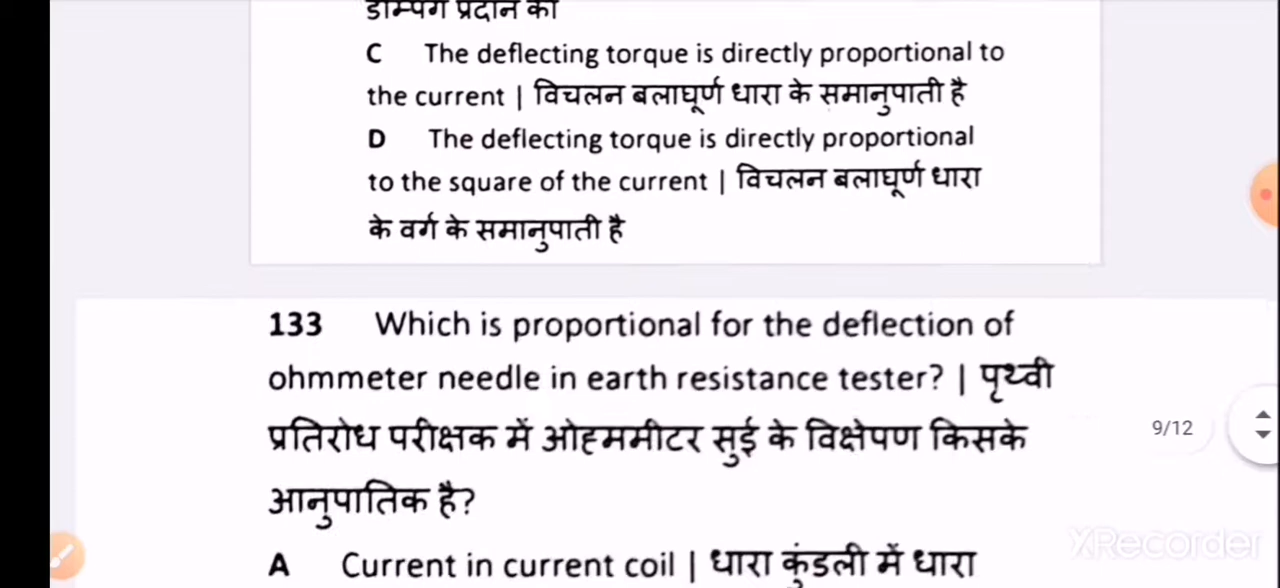 डाम्पिंग प्रदान की
C The deflecting torque is directly proportional to
the current | विचलन बलाघूर्ण धारा के समानुपाती है
D The deflecting torque is directly proportional
to the square of the current | विचलन बलाघूर्ण धारा
के वर्ग के समानुपाती है
133 Which is proportional for the deflection of
ohmmeter needle in earth resistance tester? | पृथ्वी
प्रतिरोध परीक्षक में ओहममीटर सुई के विक्षेपण किसके
आनुपातिक है?
9/12
A Current in current coil | धारा कुंडली में धारा
XRecorder